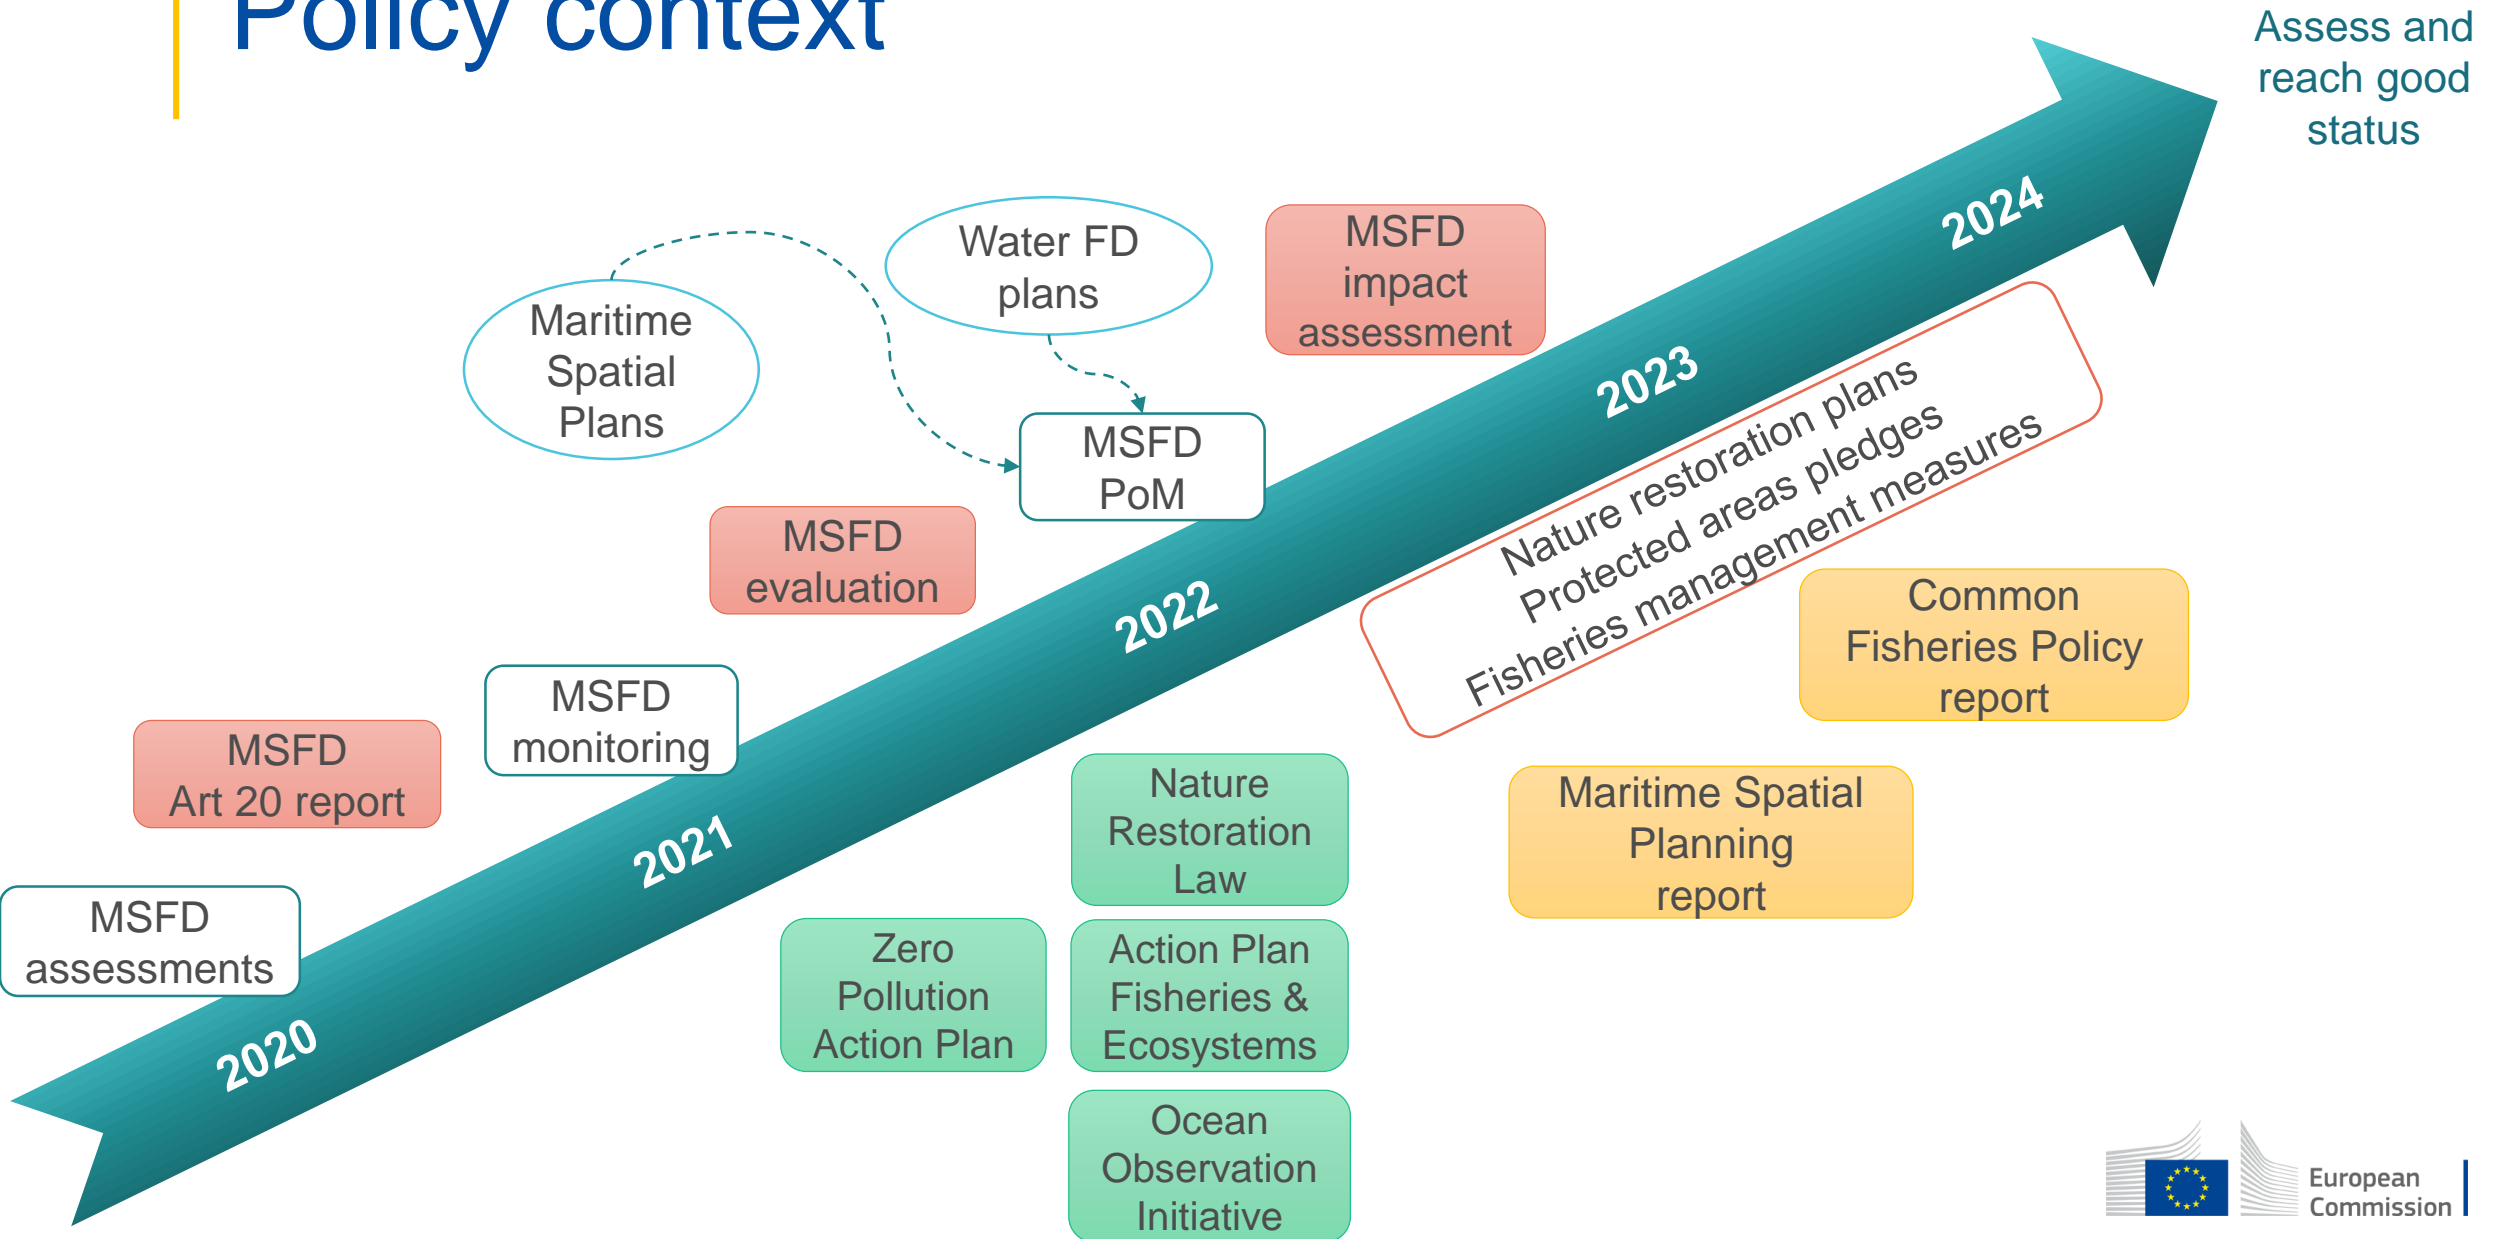 Policy context
Assess and
reach good
status
Water FD
plans
MSFD
impact
assessment
Maritime
Spatial
Plans
MSFD
PoM
MSFD
evaluation
MSFD
monitoring
MSFD
Art 20 report
MSFD
assessments
2020
2021
2022
2023
2024
Nature restoration plans
Protected areas pledges
Fisheries management measures
Common
Fisheries Policy
report
Maritime Spatial
Planning
report
Nature
Restoration
Law
Zero
Pollution
Action Plan
Action Plan
Fisheries &
Ecosystems
Ocean
Observation
Initiative
European
Commission